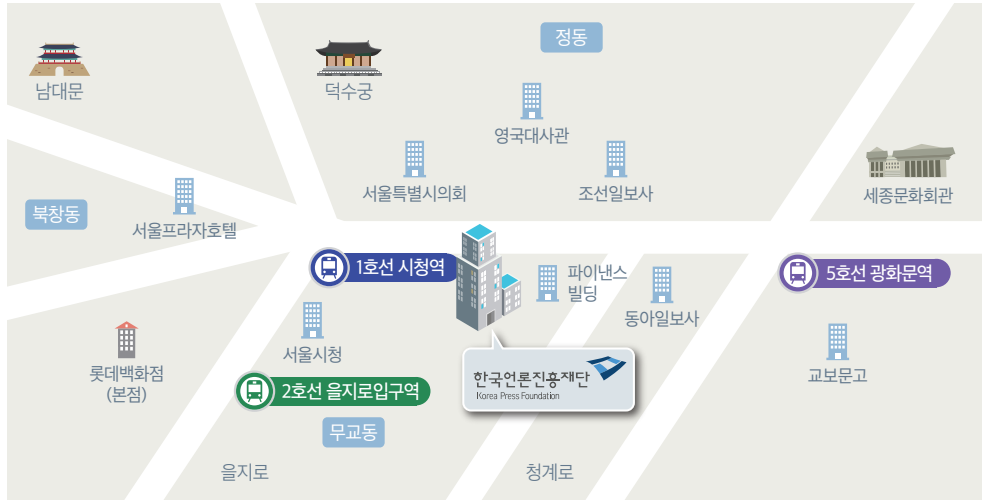 정동
남대문
덕수궁
영국대사관
서울특별시의회
조선일보사
세종문화회관
북창동
서울프라자호텔
1호선 시청역
파이낸스
빌딩
5호선 광화문역
동아일보사
서울시청
롯데백화점
(본점)
2호선 을지로입구역
한국언론진흥재단
Korea Press Foundation
교보문고
무교동
을지로
청계로